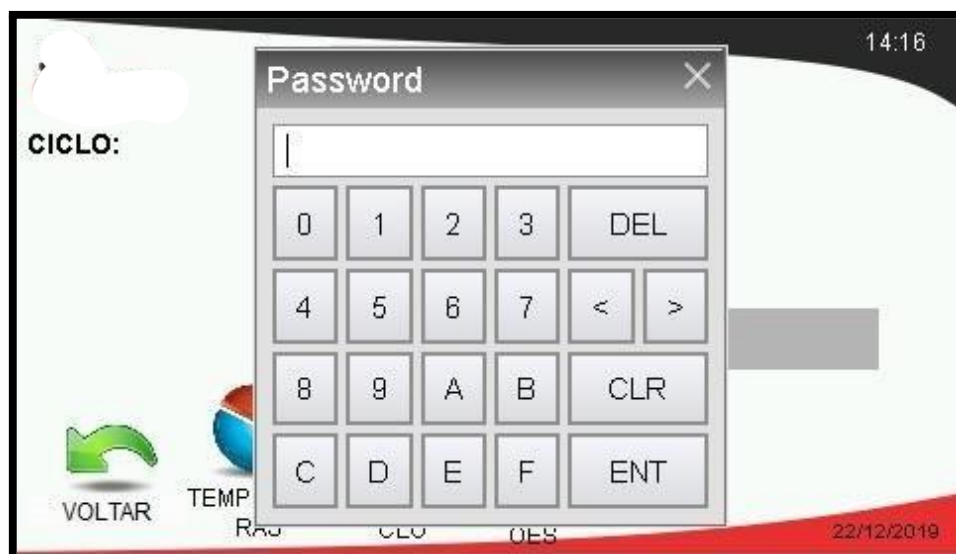 14:16
Password
CICLO:
0 1 2 3 DEL
4 5 6 7 < >
8 9 A B CLR
C D E F ENT
VOLTAR
TEMP
22/12/2019